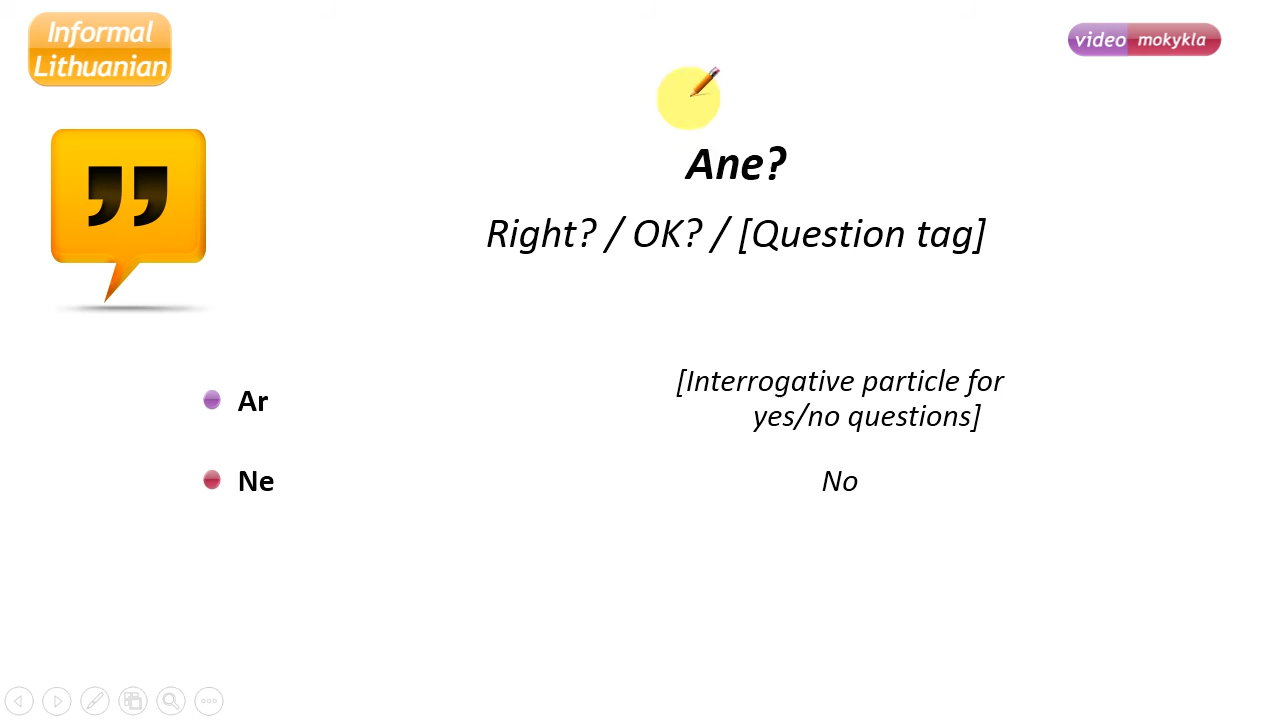 Informal
Lithuanian
video mokykla
Ane?
Right? / OK? / [Question tag]
Ar
[Interrogative particle for
yes/no questions]
Ne
No